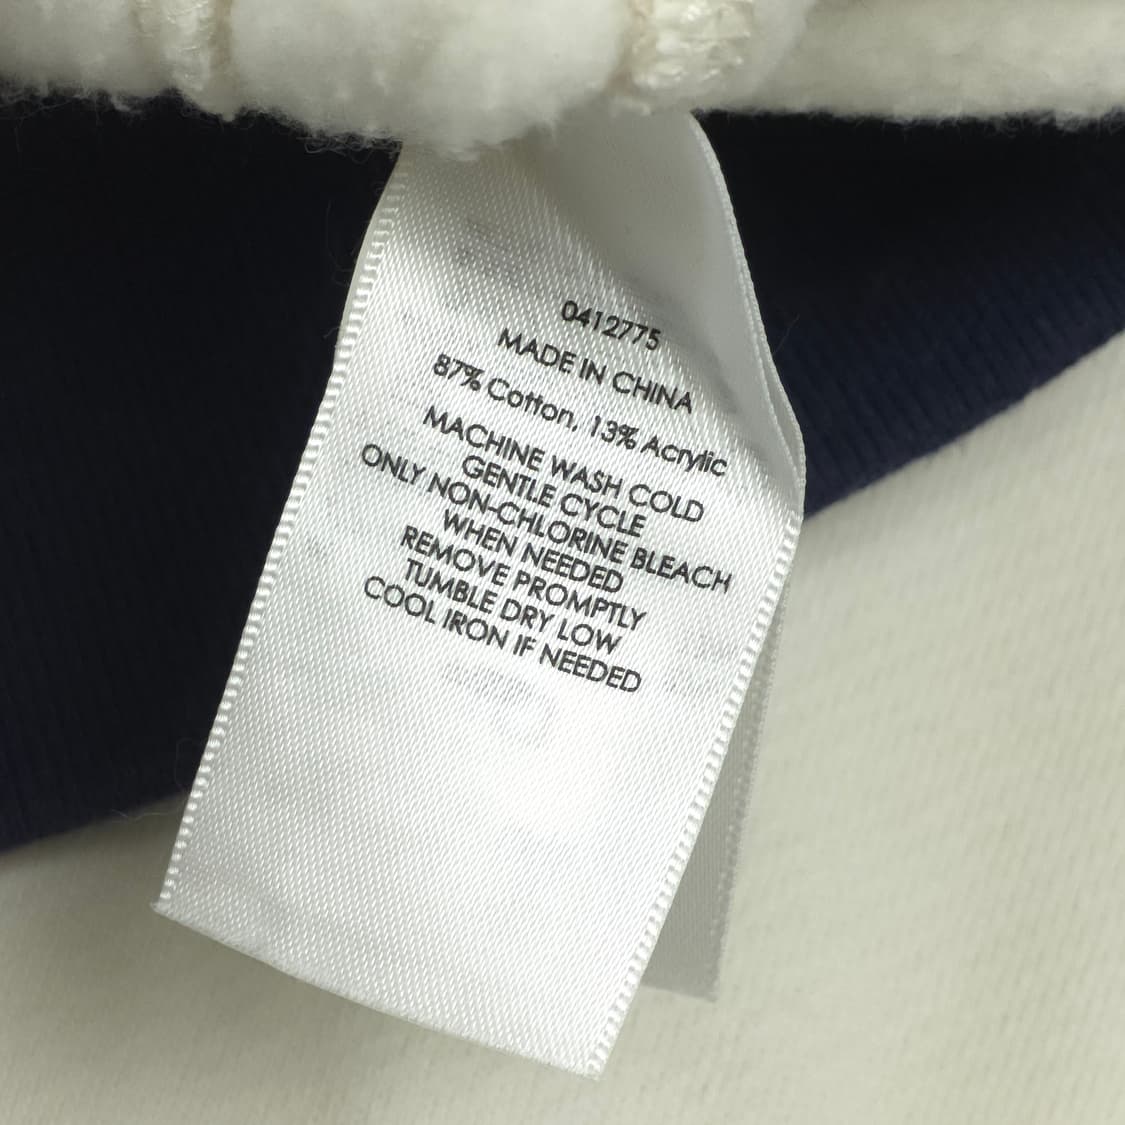 0412775
MADE IN CHINA
87% Cotton, 13% Acrylic
MACHINE WASH COLD
GENTLE CYCLE
ONLY NON-CHLORINE BLEACH
WHEN NEEDED
REMOVE PROMPTLY
TUMBLE DRY LOW
COOL IRON IF NEEDED